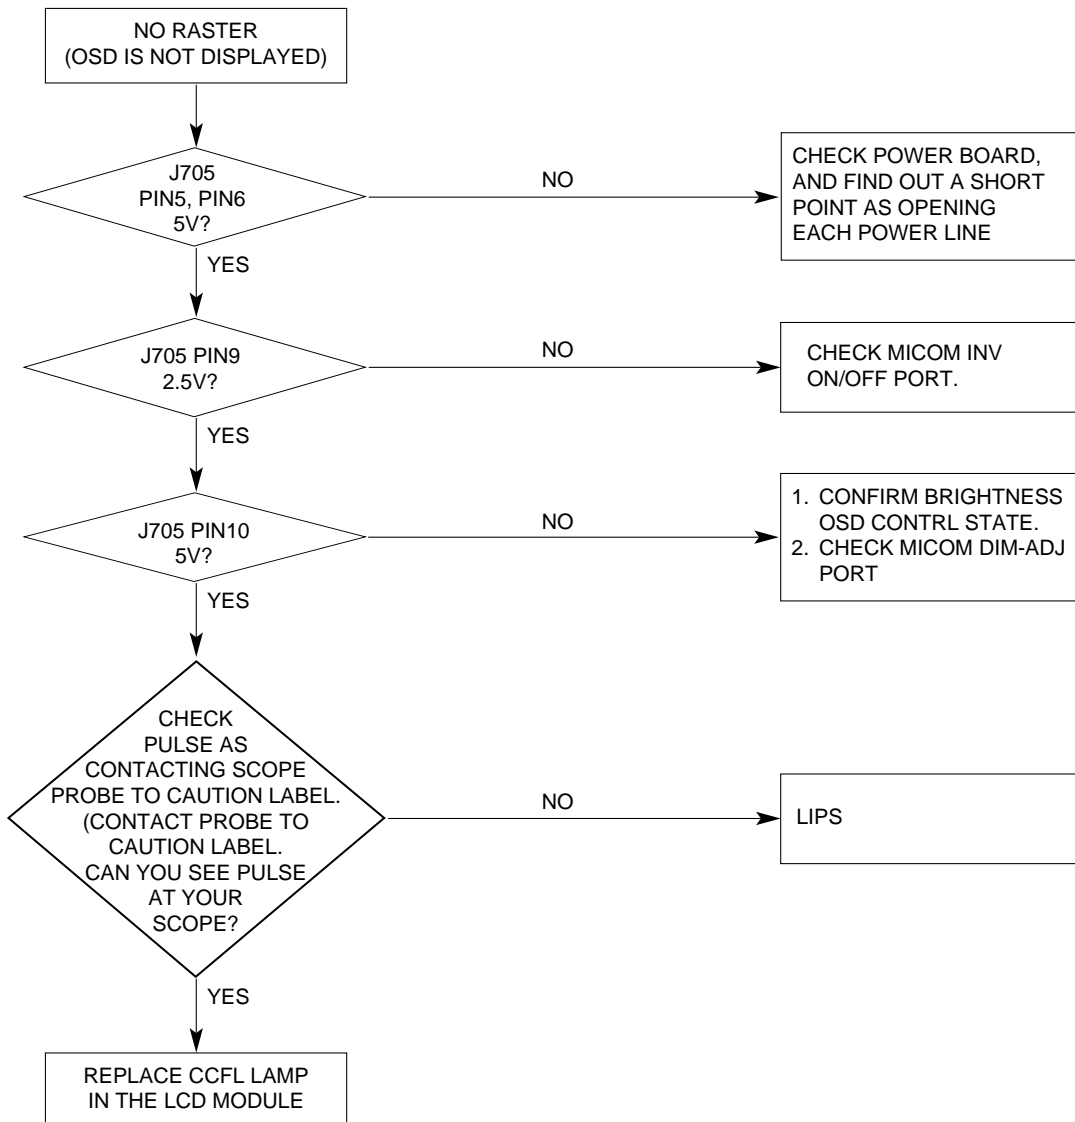 NO RASTER
(OSD IS NOT DISPLAYED)
J705
PIN5, PIN6
5V?
NO
CHECK POWER BOARD,
AND FIND OUT A SHORT
POINT AS OPENING
EACH POWER LINE
YES
J705 PIN9
2.5V?
NO
CHECK MICOM INV
ON/OFF PORT.
YES
J705 PIN10
5V?
NO
1. CONFIRM BRIGHTNESS
OSD CONTRL STATE.
2. CHECK MICOM DIM-ADJ
PORT
YES
CHECK
PULSE AS
CONTACTING SCOPE
PROBE TO CAUTION LABEL.
(CONTACT PROBE TO
CAUTION LABEL.
CAN YOU SEE PULSE
AT YOUR
SCOPE?
NO
LIPS
YES
REPLACE CCFL LAMP
IN THE LCD MODULE